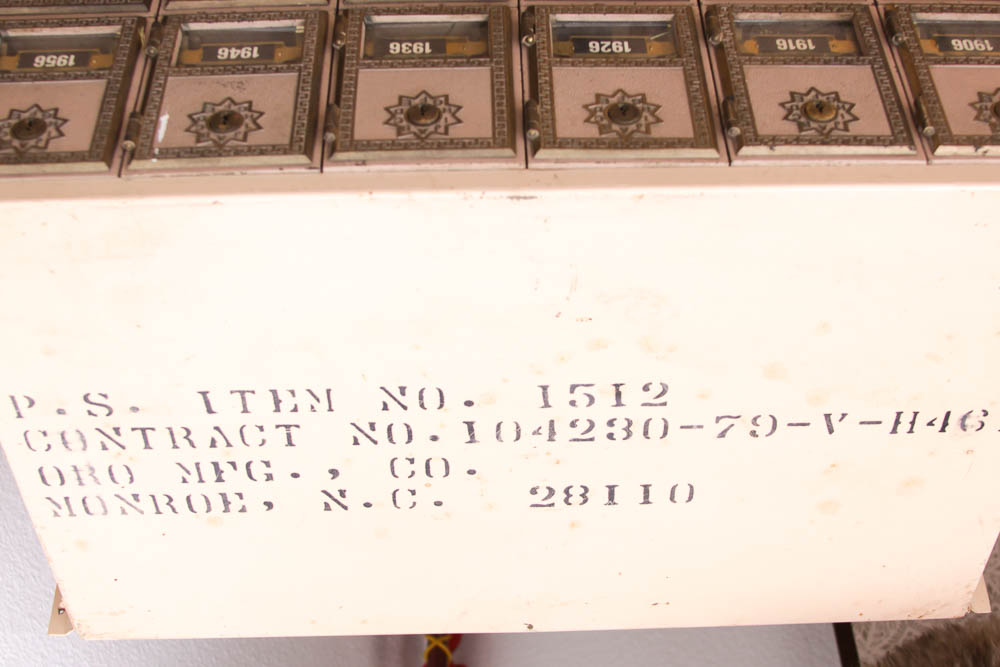 1956 1946 1936 1926 1916 1906
P.S. ITEM NO. 1512
CONTRACT NO.104230-79-V-H46
ORO MFG., CO.
MONROE, N.C. 28110